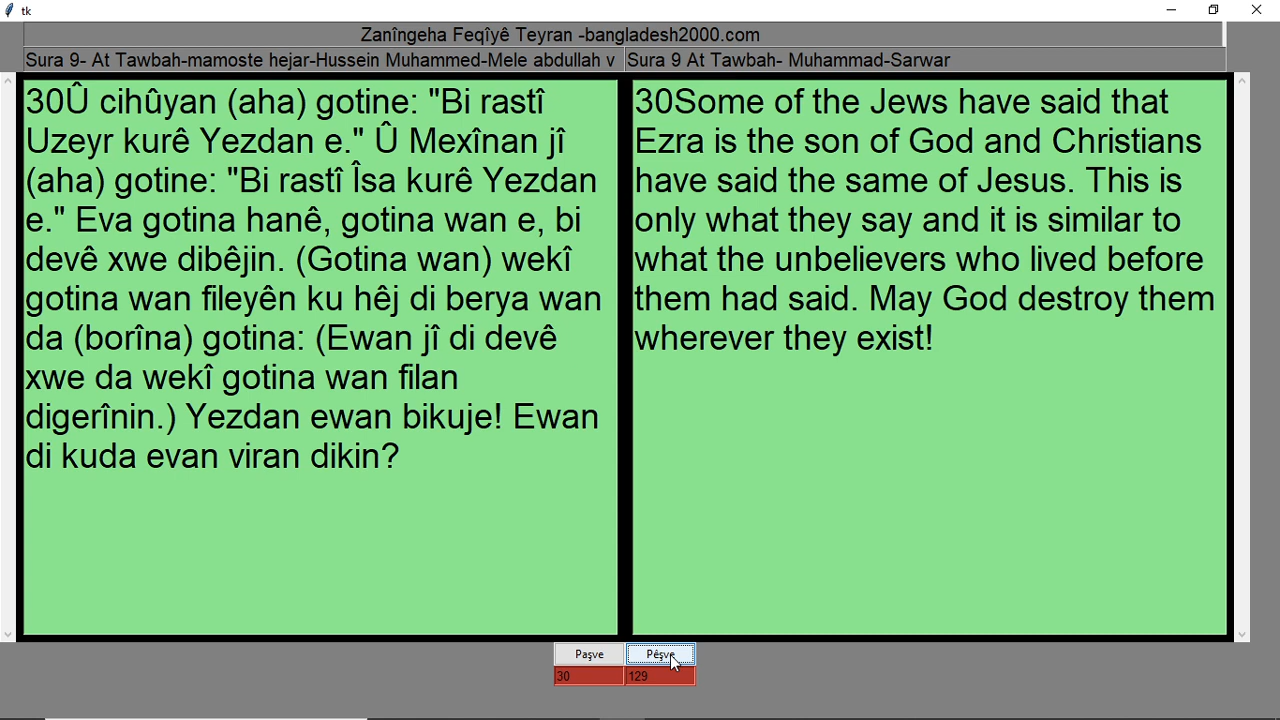 tk
Zanîngeha Feqîyê Teyran -bangladesh2000.com
Sura 9- At Tawbah-mamoste hejar-Hussein Muhammed-Mele abdullah v
Sura 9 At Tawbah- Muhammad-Sarwar
30Û cihûyan (aha) gotine: "Bi rastî
Uzeyr kurê Yezdan e." Û Mexînan jî
(aha) gotine: "Bi rastî Îsa kurê Yezdan
e." Eva gotina hanê, gotina wan e, bi
devê xwe dibêjin. (Gotina wan) wekî
gotina wan fileyên ku hêj di berya wan
da (borîna) gotina: (Ewan jî di devê
xwe da wekî gotina wan filan
digerînin.) Yezdan ewan bikuje! Ewan
di kuda evan viran dikin?
30Some of the Jews have said that
Ezra is the son of God and Christians
have said the same of Jesus. This is
only what they say and it is similar to
what the unbelievers who lived before
them had said. May God destroy them
wherever they exist!
Paşve
Pêşve
30
129